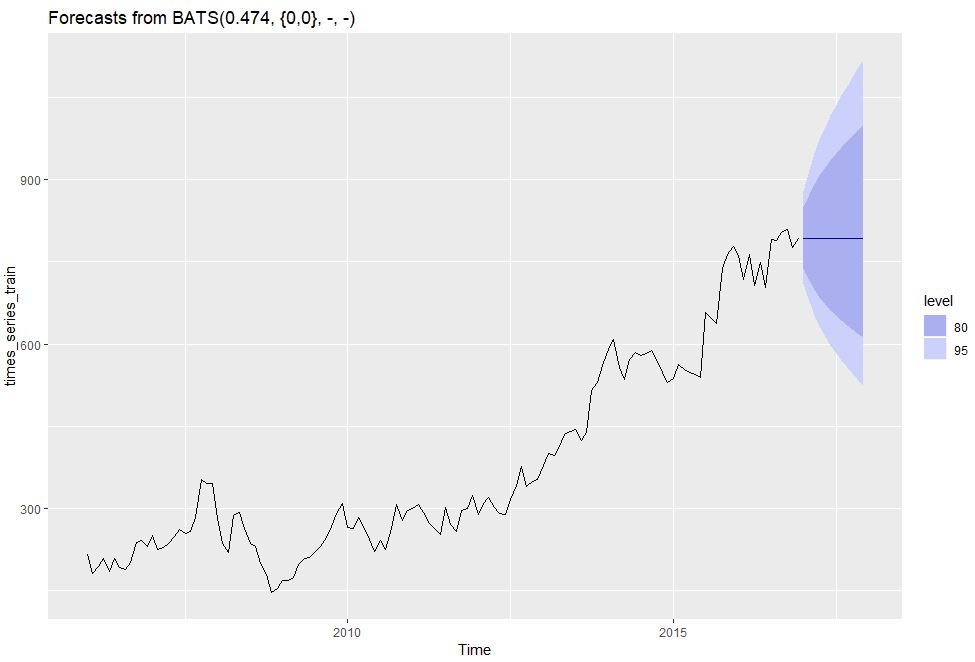 Forecasts from BATS(0.474, {0,0}, -, -)
900
600
300
times_series_train
2010
2015
Time
level
80
95